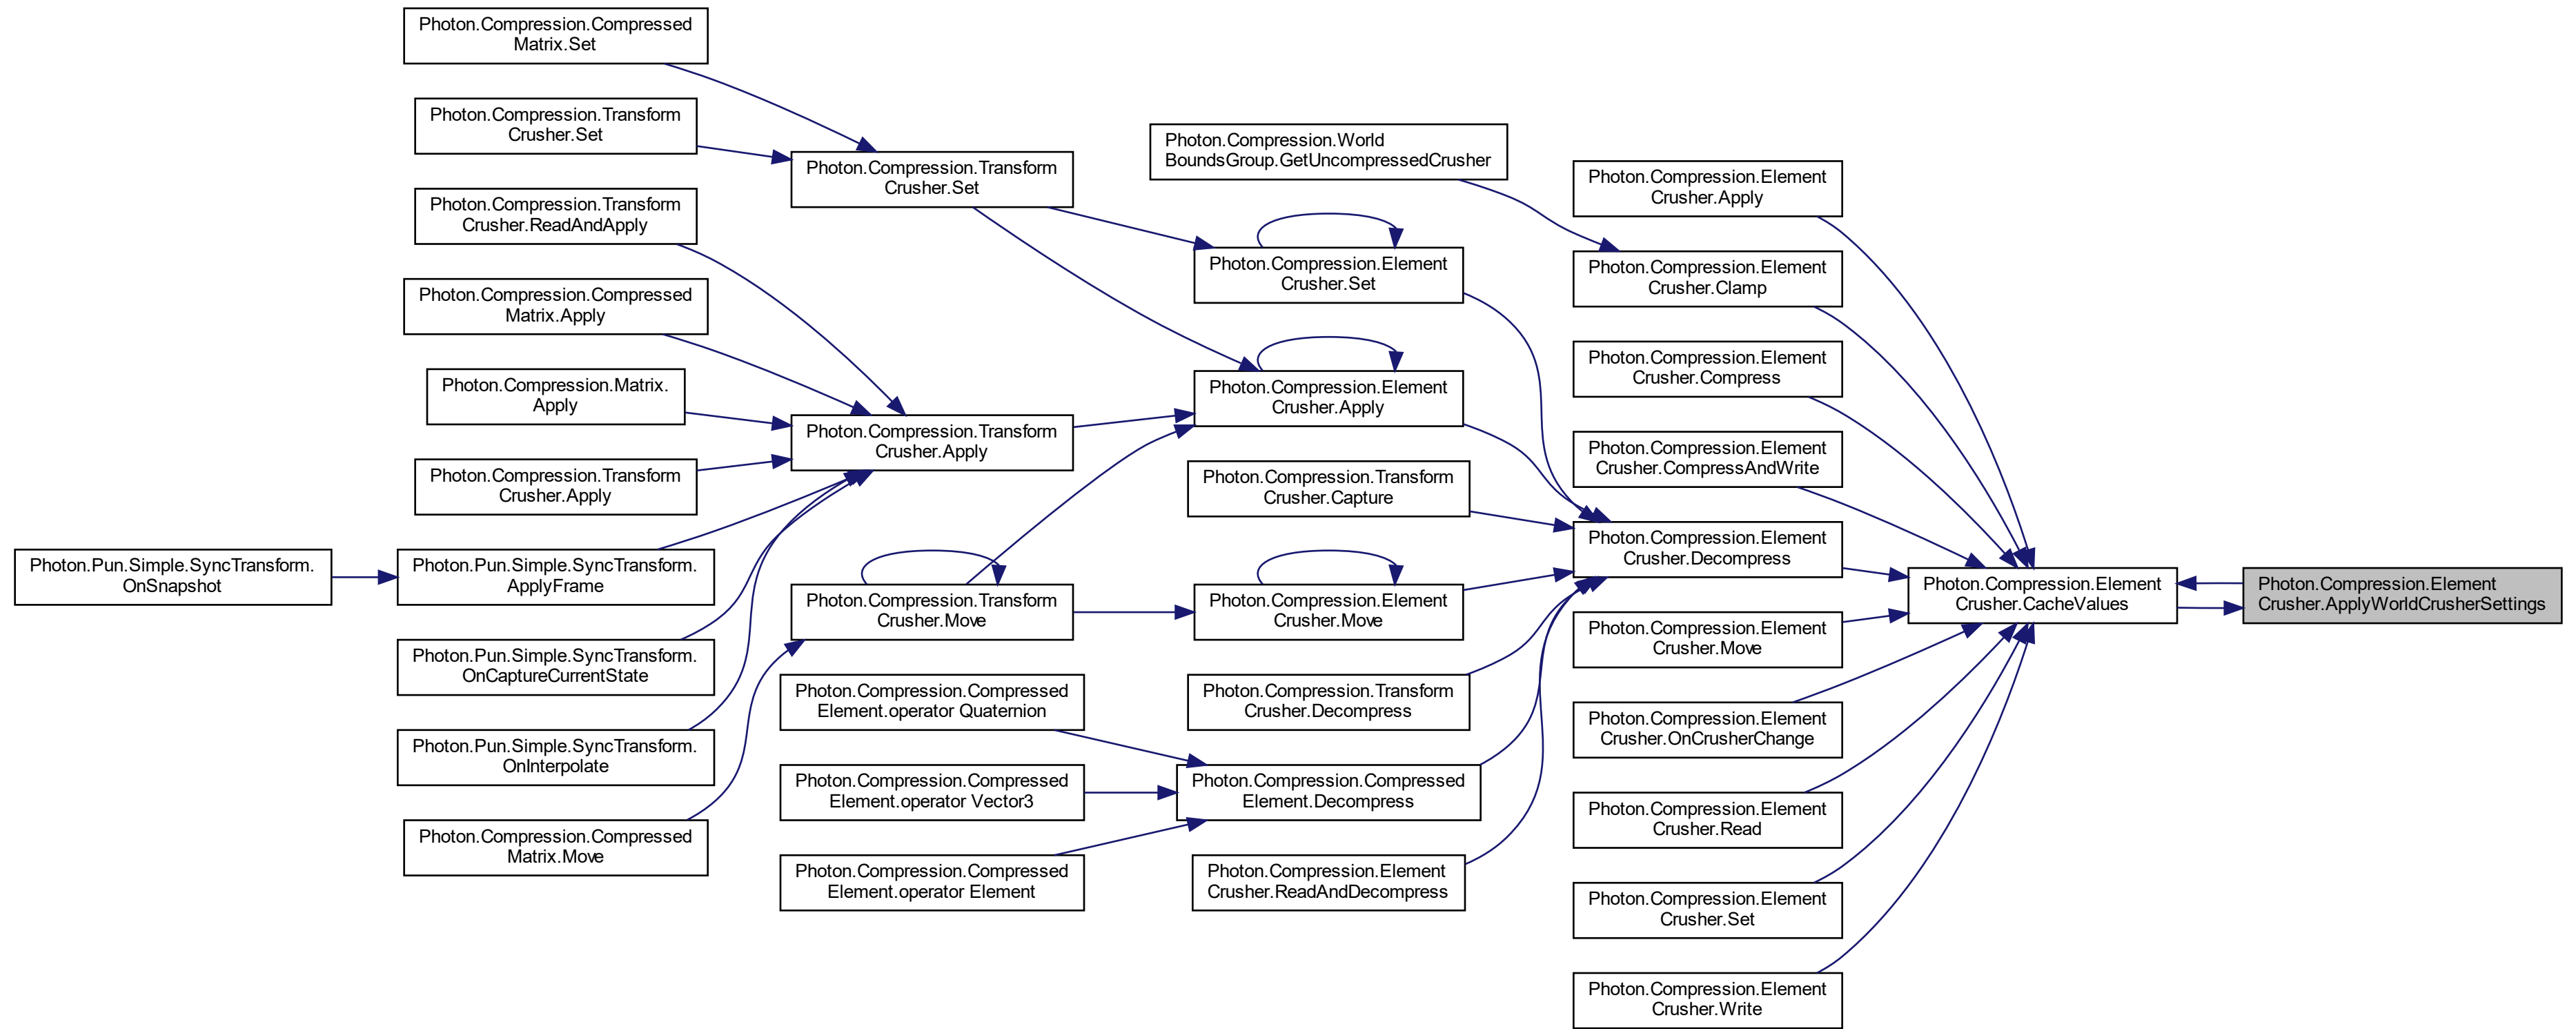 Photon.Compression.Compressed
Matrix.Set
Photon.Compression.Transform
Crusher.Set
Photon.Compression.Transform
Crusher.ReadAndApply
Photon.Compression.Compressed
Matrix.Apply
Photon.Compression.Matrix.
Apply
Photon.Compression.Transform
Crusher.Apply
Photon.Pun.Simple.SyncTransform.
OnSnapshot
Photon.Pun.Simple.SyncTransform.
ApplyFrame
Photon.Pun.Simple.SyncTransform.
OnCaptureCurrentState
Photon.Pun.Simple.SyncTransform.
OnInterpolate
Photon.Compression.Compressed
Matrix.Move
Photon.Compression.Transform
Crusher.Set
Photon.Compression.Transform
Crusher.Apply
Photon.Compression.Transform
Crusher.Move
Photon.Compression.Compressed
Element.operator Quaternion
Photon.Compression.Compressed
Element.operator Vector3
Photon.Compression.Compressed
Element.operator Element
Photon.Compression.World
BoundsGroup.GetUncompressedCrusher
Photon.Compression.Element
Crusher.Set
Photon.Compression.Element
Crusher.Apply
Photon.Compression.Transform
Crusher.Capture
Photon.Compression.Element
Crusher.Move
Photon.Compression.Transform
Crusher.Decompress
Photon.Compression.Compressed
Element.Decompress
Photon.Compression.Element
Crusher.ReadAndDecompress
Photon.Compression.Element
Crusher.Apply
Photon.Compression.Element
Crusher.Clamp
Photon.Compression.Element
Crusher.Compress
Photon.Compression.Element
Crusher.CompressAndWrite
Photon.Compression.Element
Crusher.Decompress
Photon.Compression.Element
Crusher.Move
Photon.Compression.Element
Crusher.OnCrusherChange
Photon.Compression.Element
Crusher.Read
Photon.Compression.Element
Crusher.Set
Photon.Compression.Element
Crusher.Write
Photon.Compression.Element
Crusher.CacheValues
Photon.Compression.Element
Crusher.ApplyWorldCrusherSettings